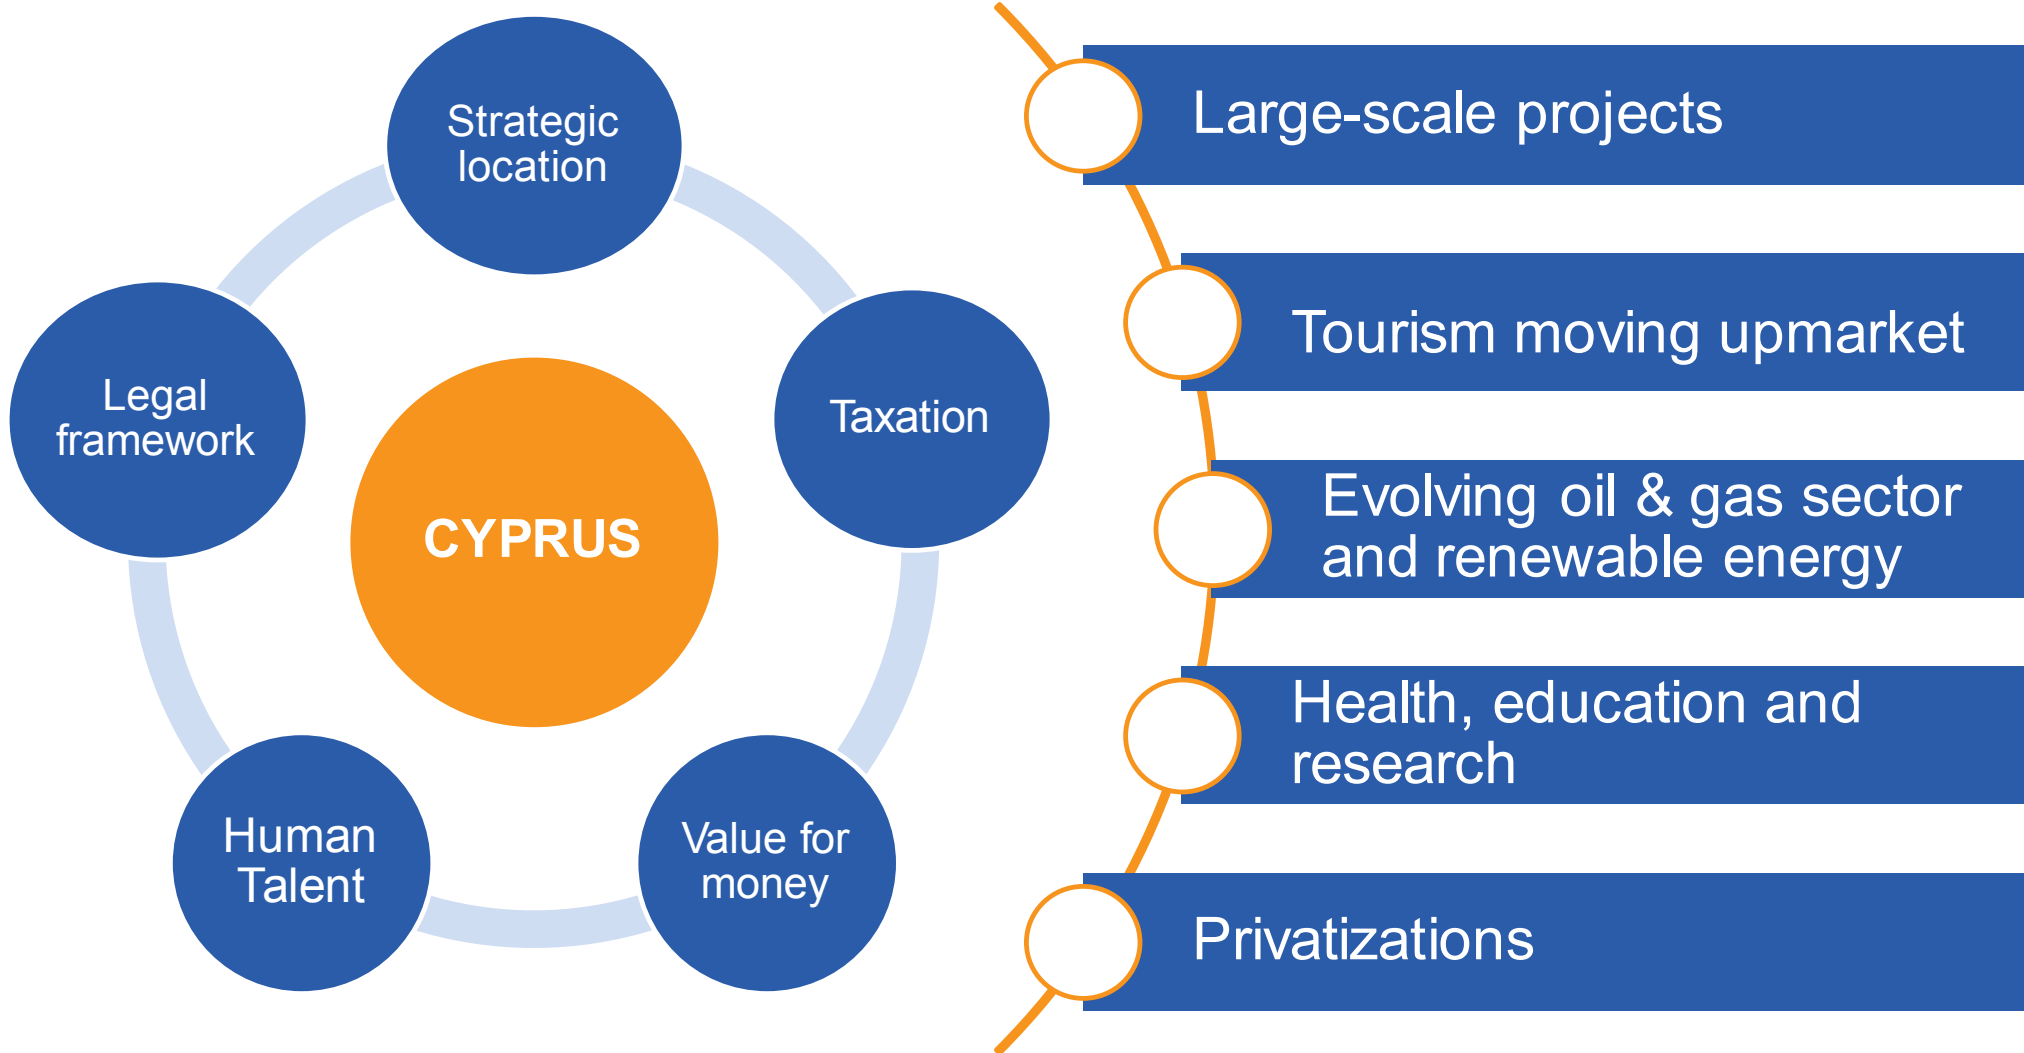 Strategic
location
Legal
framework
Taxation
CYPRUS
Human
Talent
Value for
money
Large-scale projects
Tourism moving upmarket
Evolving oil & gas sector
and renewable energy
Health, education and
research
Privatizations